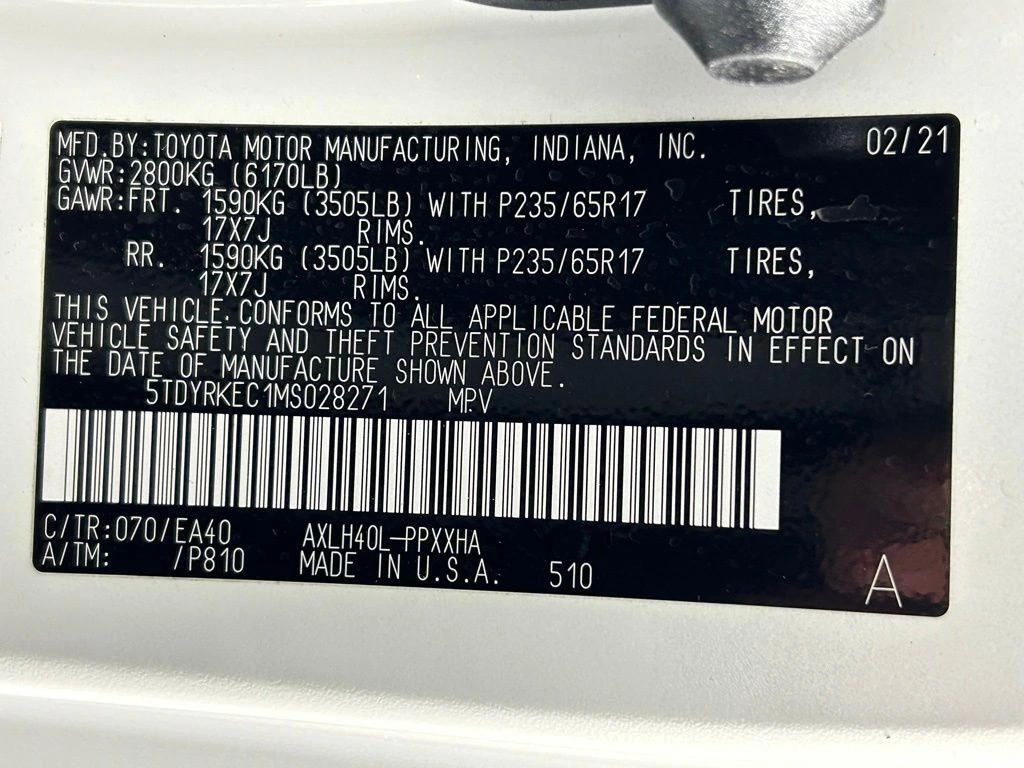 MFD.BY:TOYOTA MOTOR MANUFACTURING, INDIANA, INC. 02/21
GVWR:2800KG (6170LB)
GAWR:FRT. 1590KG (3505LB) WITH P235/65R17 TIRES,
17X7J RIMS.
RR. 1590KG (3505LB) WITH P235/65R17 TIRES,
17X7J RIMS.
THIS VEHICLE CONFORMS TO ALL APPLICABLE FEDERAL MOTOR
VEHICLE SAFETY AND THEFT PREVENTION STANDARDS IN EFFECT ON
THE DATE OF MANUFACTURE SHOWN ABOVE.
5TDYRKEC1MS028271 MPV
C/TR:070/EA40 AXLH40L-PPXXHA
A/TM: /P810 MADE IN U.S.A. 510 A